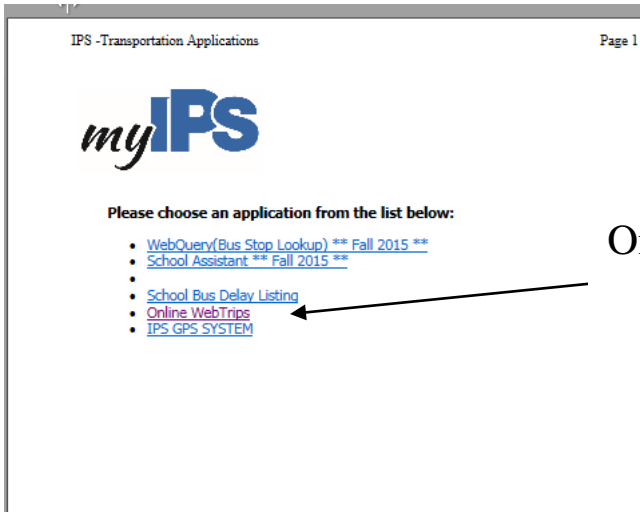 IPS -Transportation Applications Page 1
myIPS
Please choose an application from the list below:
• WebQuery(Bus Stop Lookup) ** Fall 2015 **
• School Assistant ** Fall 2015 **
•
• School Bus Delay Listing
• Online WebTrips
• IPS GPS SYSTEM